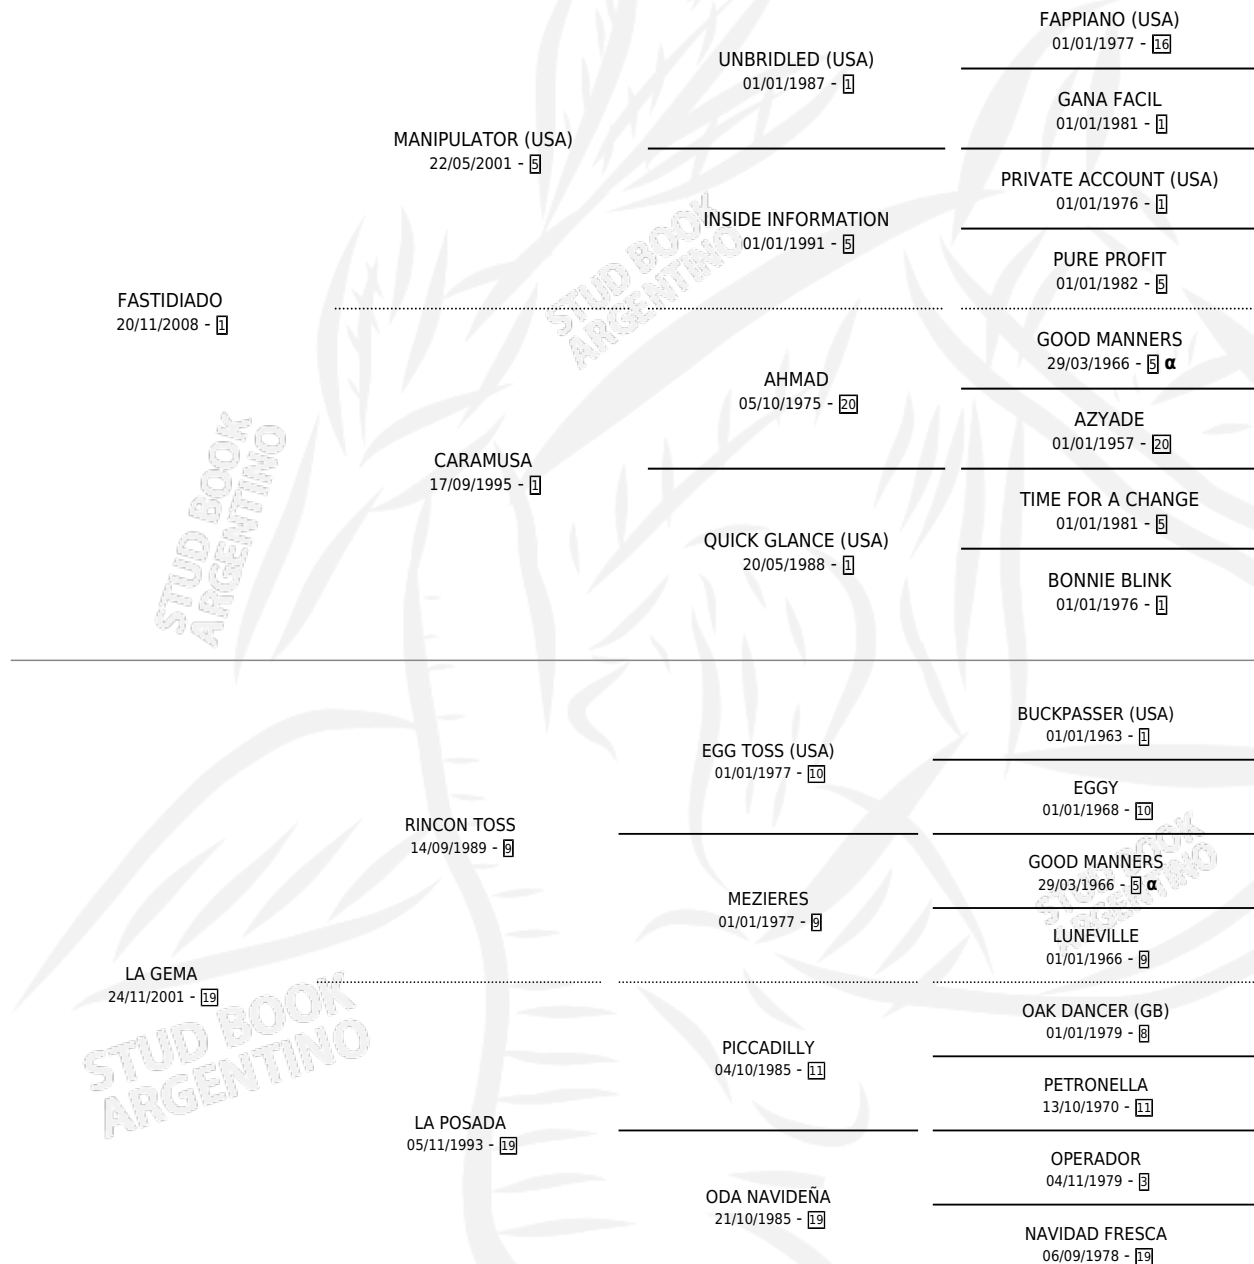 FAPPIANO (USA)
01/01/1977 - 16
UNBRIDLED (USA)
01/01/1987 - 1
GANA FACIL
01/01/1981 - 1
MANIPULATOR (USA)
22/05/2001 - 5
PRIVATE ACCOUNT (USA)
01/01/1976 - 1
INSIDE INFORMATION
01/01/1991 - 5
PURE PROFIT
01/01/1982 - 5
FASTIDIADO
20/11/2008 - 1
GOOD MANNERS
29/03/1966 - 5 α
AHMAD
05/10/1975 - 20
AZYADE
01/01/1957 - 20
CARAMUSA
17/09/1995 - 1
TIME FOR A CHANGE
01/01/1981 - 5
QUICK GLANCE (USA)
20/05/1988 - 1
BONNIE BLINK
01/01/1976 - 1
STUD BOOK
ARGENTINO
STUD BOOK
ARGENTINO
BUCKPASSER (USA)
01/01/1963 - 1
EGG TOSS (USA)
01/01/1977 - 10
EGGY
01/01/1968 - 10
RINCON TOSS
14/09/1989 - 9
GOOD MANNERS
29/03/1966 - 5 α
MEZIERES
01/01/1977 - 9
LUNEVILLE
01/01/1966 - 9
LA GEMA
24/11/2001 - 19
OAK DANCER (GB)
01/01/1979 - 8
PICCADILLY
04/10/1985 - 11
PETRONELLA
13/10/1970 - 11
LA POSADA
05/11/1993 - 19
OPERADOR
04/11/1979 - 3
ODA NAVIDEÑA
21/10/1985 - 19
NAVIDAD FRESCA
06/09/1978 - 19
STUD BOOK
ARGENTINO
STUD BOOK
ARGENTINO